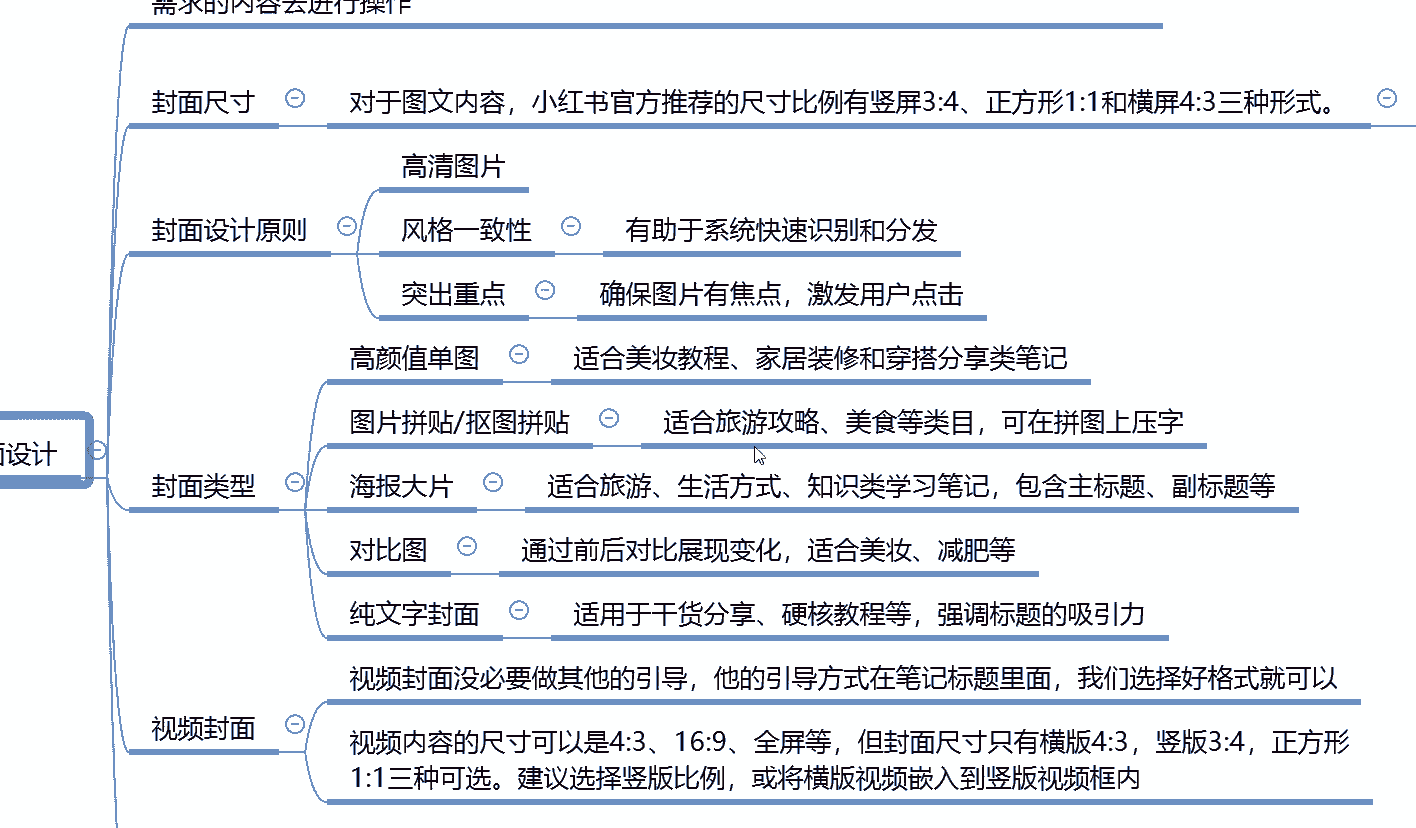 需求的内容去进行操作
封面尺寸
对于图文内容，小红书官方推荐的尺寸比例有竖屏3:4、正方形1:1和横屏4:3三种形式。
封面设计原则
高清图片
风格一致性
有助于系统快速识别和分发
突出重点
确保图片有焦点，激发用户点击
面设计
封面类型
高颜值单图
适合美妆教程、家居装修和穿搭分享类笔记
图片拼贴/抠图拼贴
适合旅游攻略、美食等类目，可在拼图上压字
海报大片
适合旅游、生活方式、知识类学习笔记，包含主标题、副标题等
对比图
通过前后对比展现变化，适合美妆、减肥等
纯文字封面
适用于干货分享、硬核教程等，强调标题的吸引力
视频封面
视频封面没必要做其他的引导，他的引导方式在笔记标题里面，我们选择好格式就可以
视频内容的尺寸可以是4:3、16:9、全屏等，但封面尺寸只有横版4:3，竖版3:4，正方形
1:1三种可选。建议选择竖版比例，或将横版视频嵌入到竖版视频框内